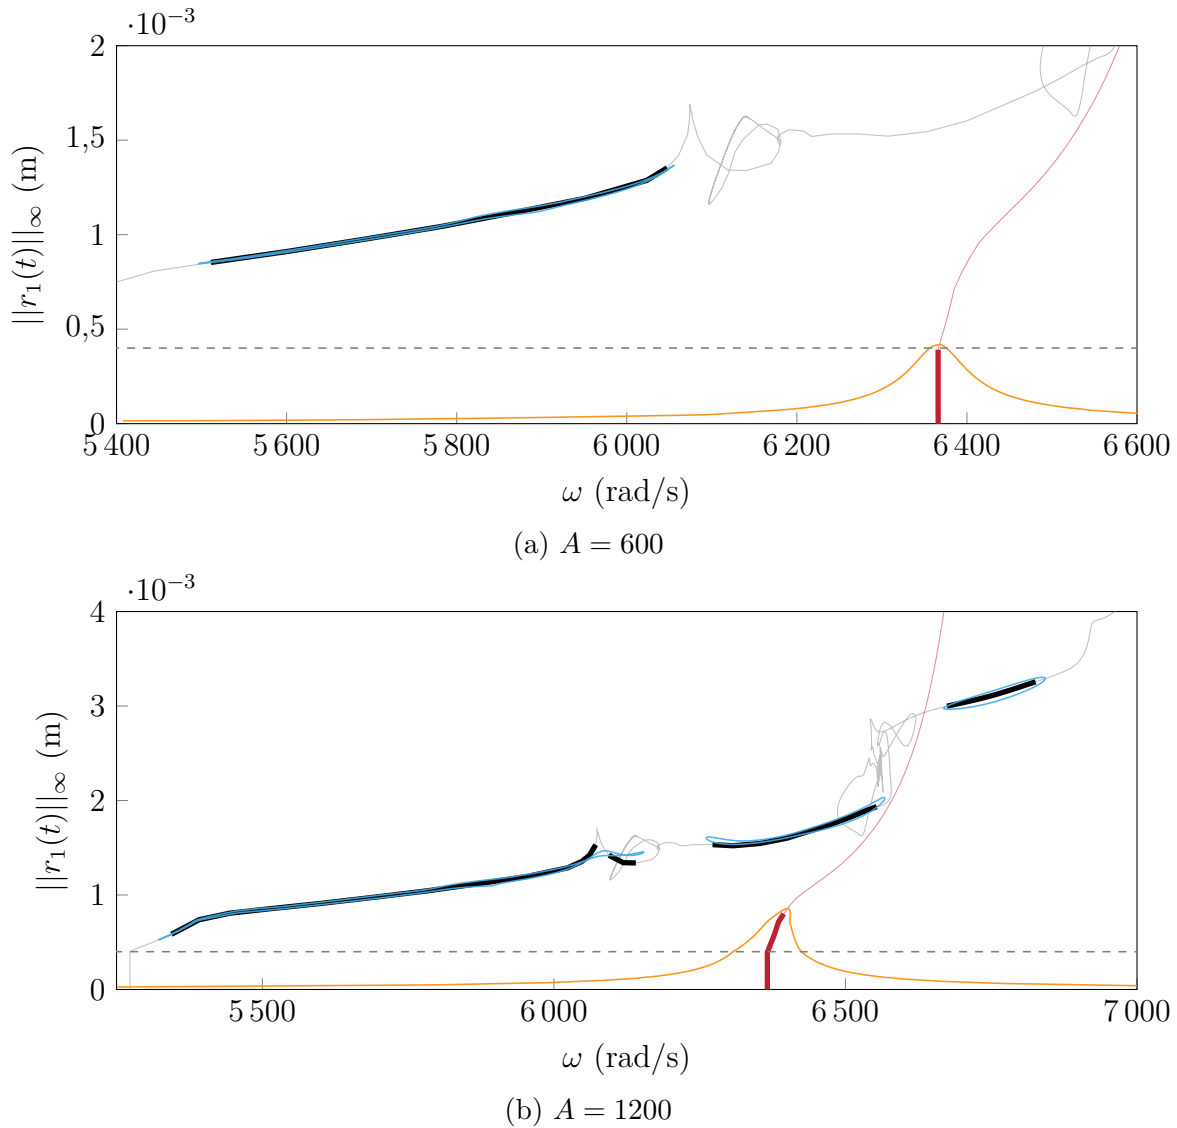 ·10⁻³
2
1,5
1
0,5
0
||r₁(t)||∞ (m)
5 400 5 600 5 800 6 000 6 200 6 400 6 600
ω (rad/s)
(a) A = 600
·10⁻³
4
3
2
1
0
||r₁(t)||∞ (m)
5 500 6 000 6 500 7 000
ω (rad/s)
(b) A = 1200